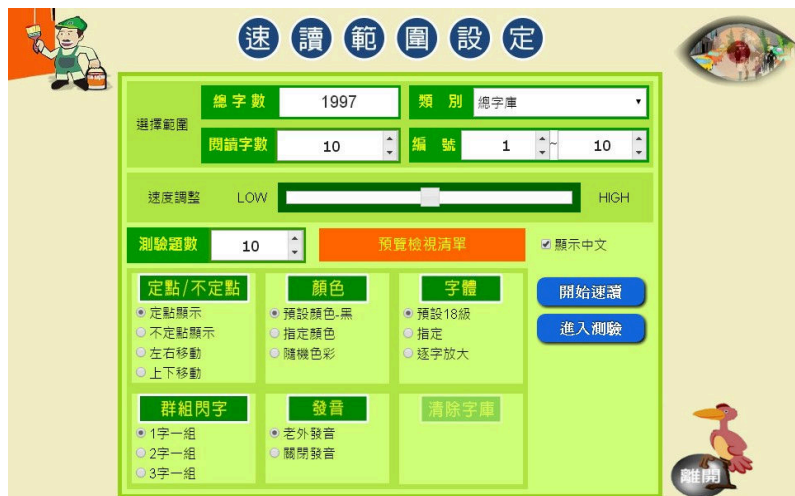 速讀範圍設定
選擇範圍
總字數 1997 類別 總字庫
閱讀字數 10 編號 1 ~ 10
速度調整 LOW HIGH
測驗題數 10 預覽檢視清單 顯示中文
定點/不定點
定點顯示
不定點顯示
左右移動
上下移動
顏色
預設顏色-黑
指定顏色
隨機色彩
字體
預設18級
指定
逐字放大
開始速讀
進入測驗
群組閃字
1字一組
2字一組
3字一組
發音
老外發音
關閉發音
清除字庫
離開